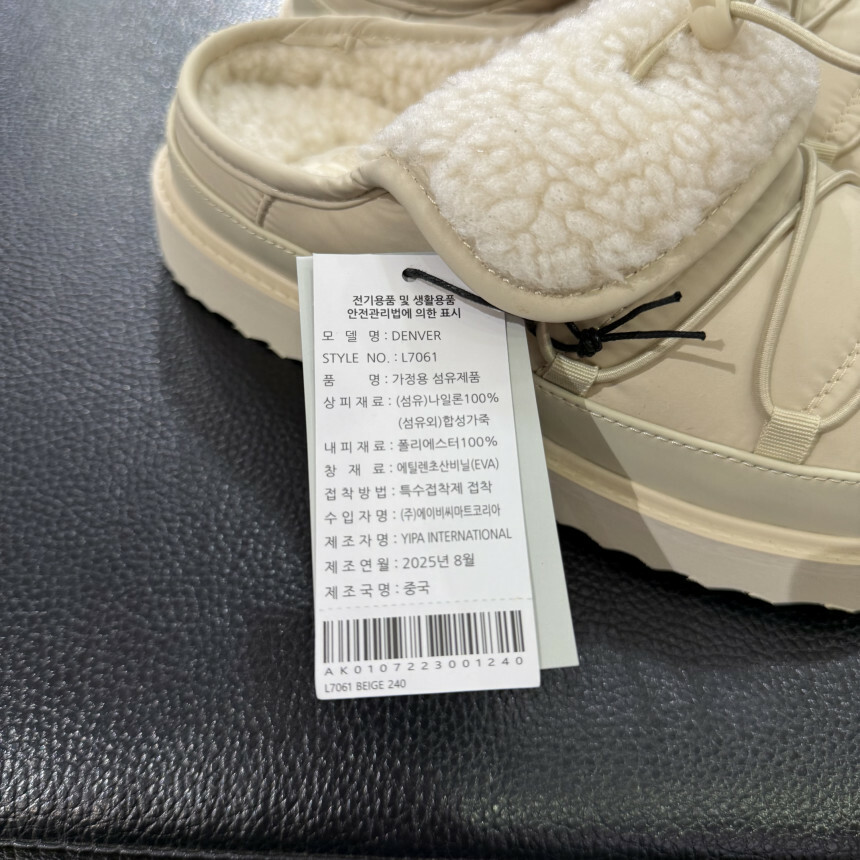 전기용품 및 생활용품
안전관리법에 의한 표시
모 델 명 : DENVER
STYLE NO. : L7061
품 명 : 가정용 섬유제품
상 피 재 료 : (섬유)나일론100%
(섬유외)합성가죽
내 피 재 료 : 폴리에스터100%
창 재 료 : 에틸렌초산비닐(EVA)
접 착 방 법 : 특수접착제 접착
수 입 자 명 : (주)에이비씨마트코리아
제 조 자 명 : YIPA INTERNATIONAL
제 조 연 월 : 2025년 8월
제 조 국 명 : 중국
AK0107223001240
L7061 BEIGE 240